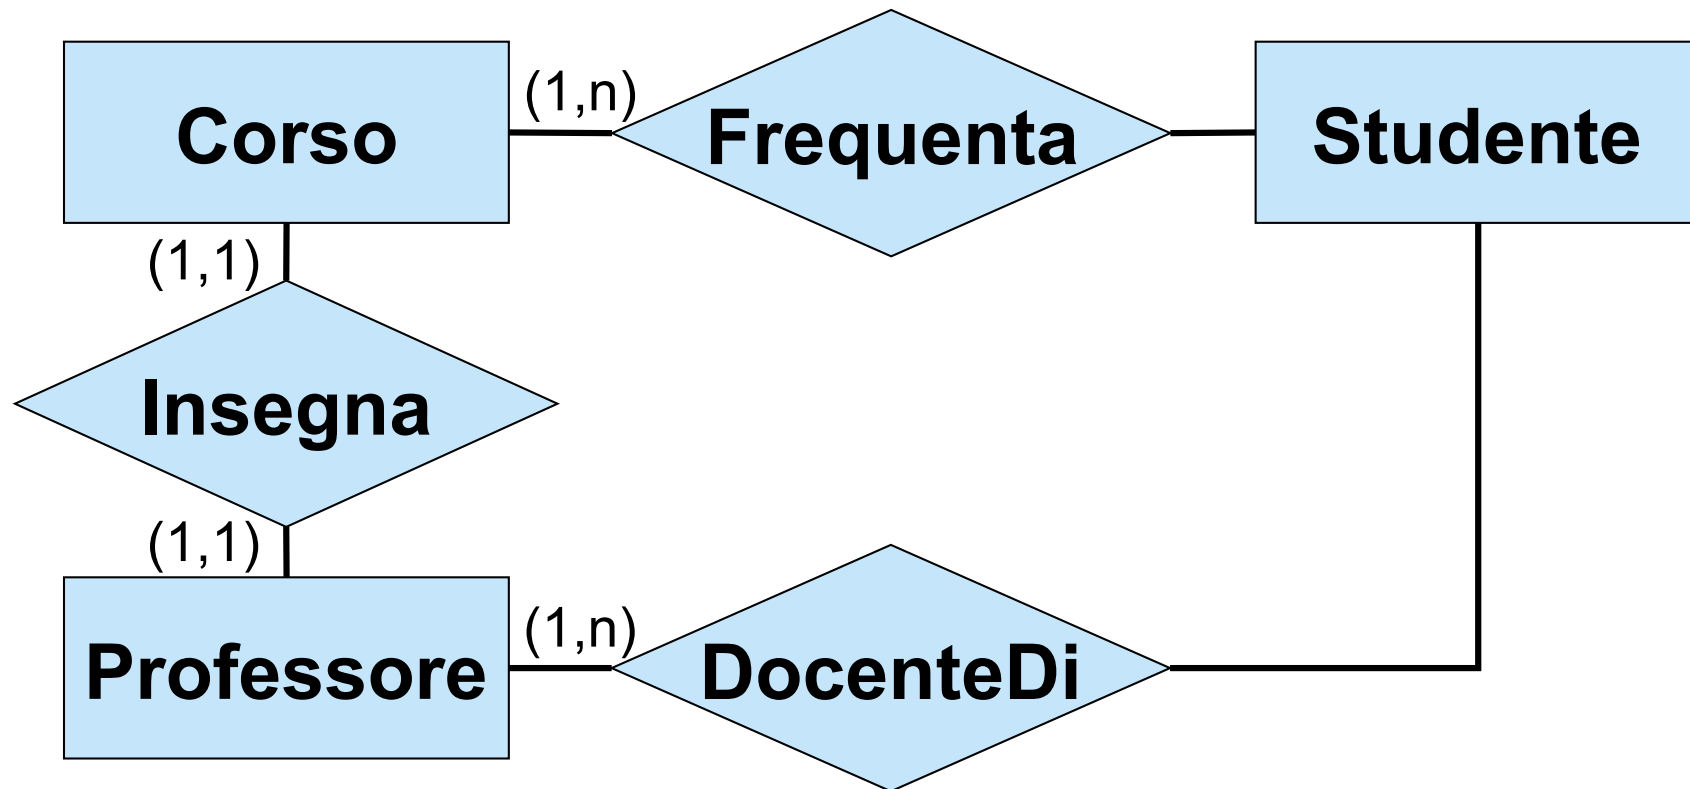 Corso
(1,n)
Frequenta
Studente
(1,1)
Insegna
(1,1)
Professore
(1,n)
DocenteDi